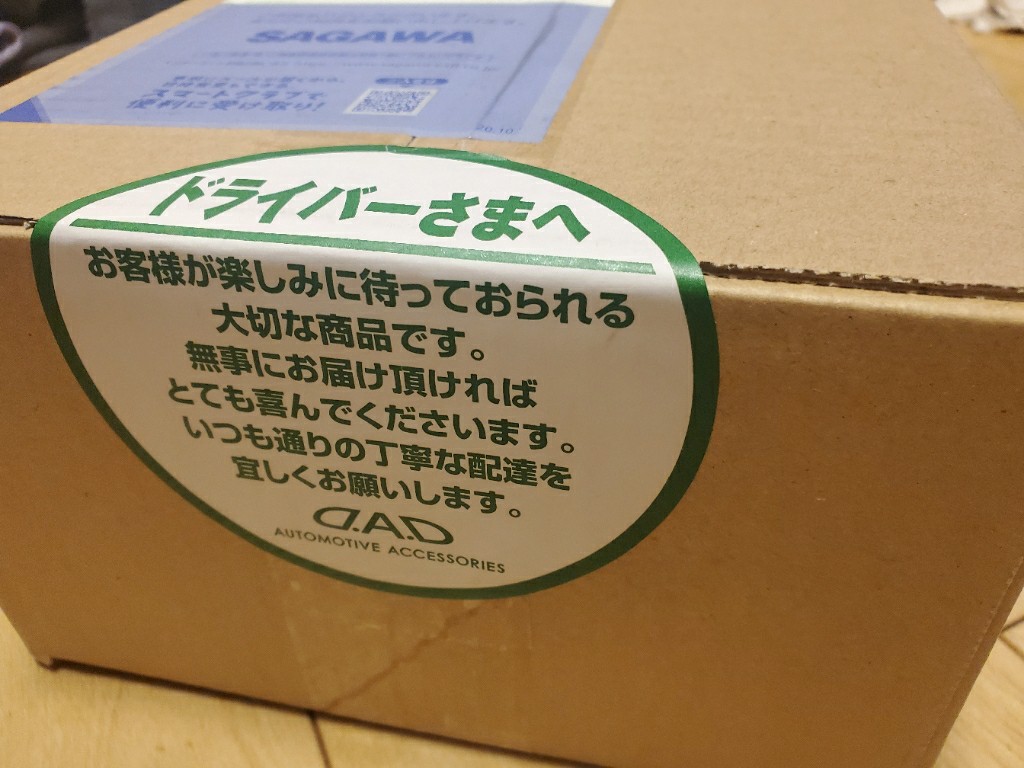 SAGAWA
スマートクラブで
便利に受け取り!
20.10
ドライバーさまへ
お客様が楽しみに待っておられる
大切な商品です。
無事にお届け頂ければ
とても喜んでくださいます。
いつも通りの丁寧な配達を
宜しくお願いします。
D.A.D
AUTOMOTIVE ACCESSORIES